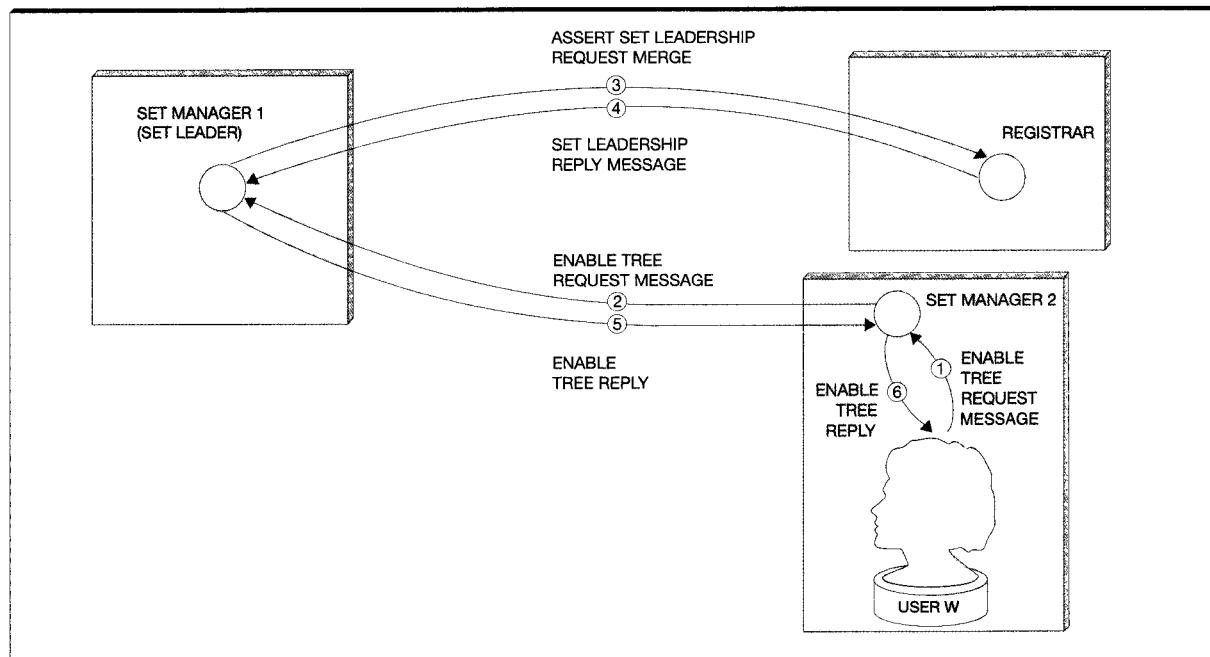 ASSERT SET LEADERSHIP
REQUEST MERGE
3
4
SET MANAGER 1
(SET LEADER)
REGISTRAR
SET LEADERSHIP
REPLY MESSAGE
ENABLE TREE
REQUEST MESSAGE
2
5
SET MANAGER 2
ENABLE
TREE REPLY
1
ENABLE
TREE
REQUEST
MESSAGE
6
ENABLE
TREE
REPLY
USER W